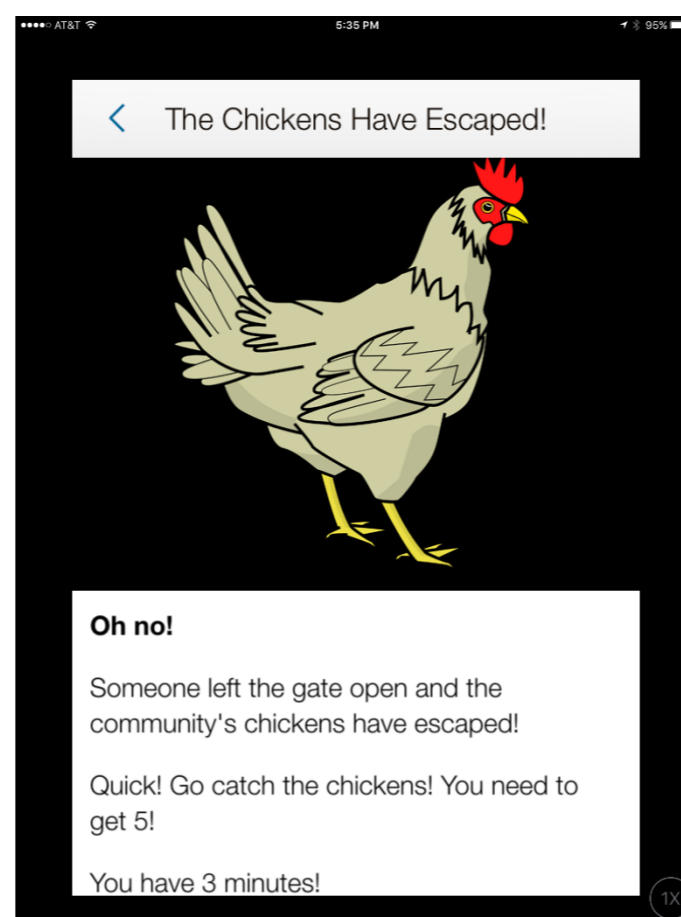 AT&T 5:35 PM 95%
The Chickens Have Escaped!
Oh no!
Someone left the gate open and the
community's chickens have escaped!
Quick! Go catch the chickens! You need to
get 5!
You have 3 minutes!
1X